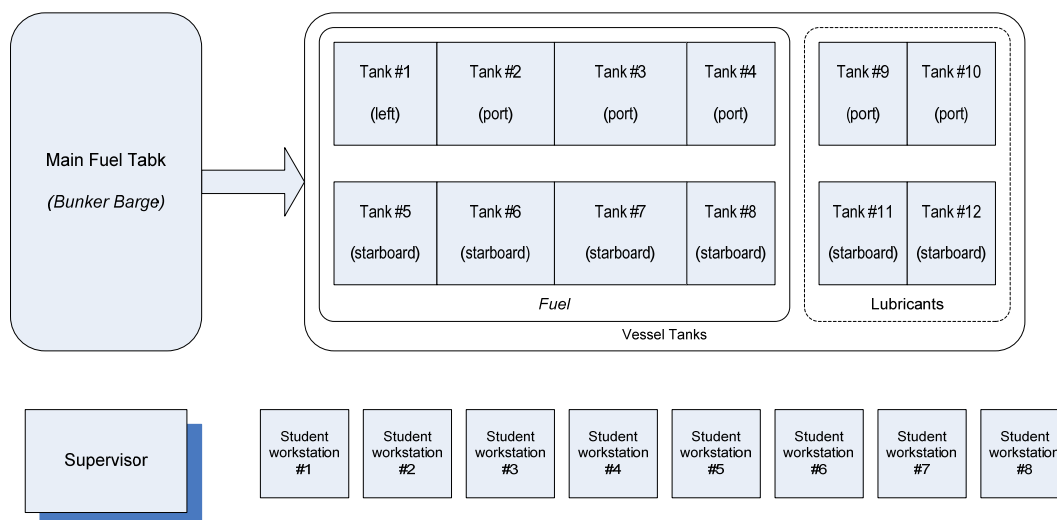 Main Fuel Tabk
(Bunker Barge)
Tank #1
(left)
Tank #2
(port)
Tank #3
(port)
Tank #4
(port)
Tank #9
(port)
Tank #10
(port)
Tank #5
(starboard)
Tank #6
(starboard)
Tank #7
(starboard)
Tank #8
(starboard)
Tank #11
(starboard)
Tank #12
(starboard)
Fuel
Lubricants
Vessel Tanks
Supervisor
Student
workstation
#1
Student
workstation
#2
Student
workstation
#3
Student
workstation
#4
Student
workstation
#5
Student
workstation
#6
Student
workstation
#7
Student
workstation
#8